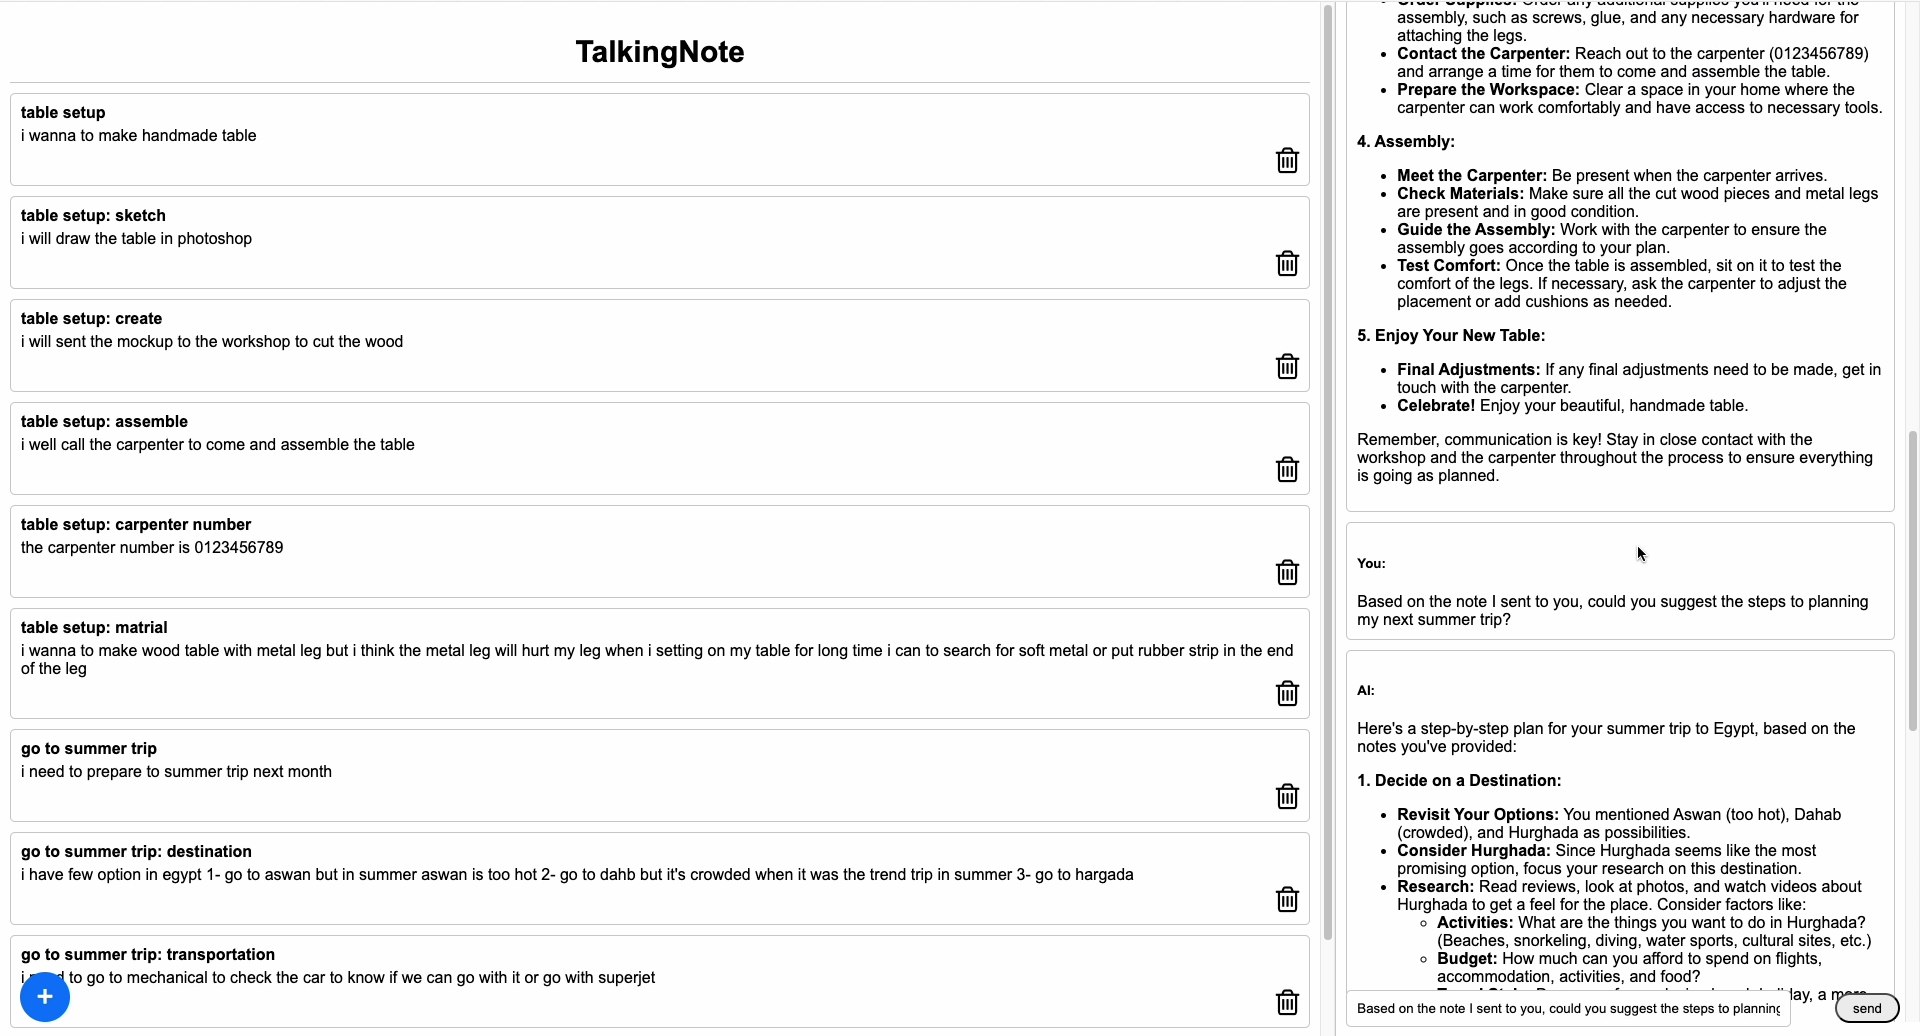 TalkingNote
table setup
i wanna to make handmade table
table setup: sketch
i will draw the table in photoshop
table setup: create
i will sent the mockup to the workshop to cut the wood
table setup: assemble
i well call the carpenter to come and assemble the table
table setup: carpenter number
the carpenter number is 0123456789
table setup: matrial
i wanna to make wood table with metal leg but i think the metal leg will hurt my leg when i setting on my table for long time i can to search for soft metal or put rubber strip in the end
of the leg
go to summer trip
i need to prepare to summer trip next month
go to summer trip: destination
i have few option in egypt 1- go to aswan but in summer aswan is too hot 2- go to dahb but it's crowded when it was the trend trip in summer 3- go to hargada
go to summer trip: transportation
i to go to mechanical to check the car to know if we can go with it or go with superjet
+
Order Supplies: Order any additional supplies you'll need for the
assembly, such as screws, glue, and any necessary hardware for
attaching the legs.
Contact the Carpenter: Reach out to the carpenter (0123456789)
and arrange a time for them to come and assemble the table.
Prepare the Workspace: Clear a space in your home where the
carpenter can work comfortably and have access to necessary tools.
4. Assembly:
Meet the Carpenter: Be present when the carpenter arrives.
Check Materials: Make sure all the cut wood pieces and metal legs
are present and in good condition.
Guide the Assembly: Work with the carpenter to ensure the
assembly goes according to your plan.
Test Comfort: Once the table is assembled, sit on it to test the
comfort of the legs. If necessary, ask the carpenter to adjust the
placement or add cushions as needed.
5. Enjoy Your New Table:
Final Adjustments: If any final adjustments need to be made, get in
touch with the carpenter.
Celebrate! Enjoy your beautiful, handmade table.
Remember, communication is key! Stay in close contact with the
workshop and the carpenter throughout the process to ensure everything
is going as planned.
You:
Based on the note I sent to you, could you suggest the steps to planning
my next summer trip?
AI:
Here's a step-by-step plan for your summer trip to Egypt, based on the
notes you've provided:
1. Decide on a Destination:
Revisit Your Options: You mentioned Aswan (too hot), Dahab
(crowded), and Hurghada as possibilities.
Consider Hurghada: Since Hurghada seems like the most
promising option, focus your research on this destination.
Research: Read reviews, look at photos, and watch videos about
Hurghada to get a feel for the place. Consider factors like:
Activities: What are the things you want to do in Hurghada?
(Beaches, snorkeling, diving, water sports, cultural sites, etc.)
Budget: How much can you afford to spend on flights,
accommodation, activities, and food?
Based on the note I sent to you, could you suggest the steps to planning
send